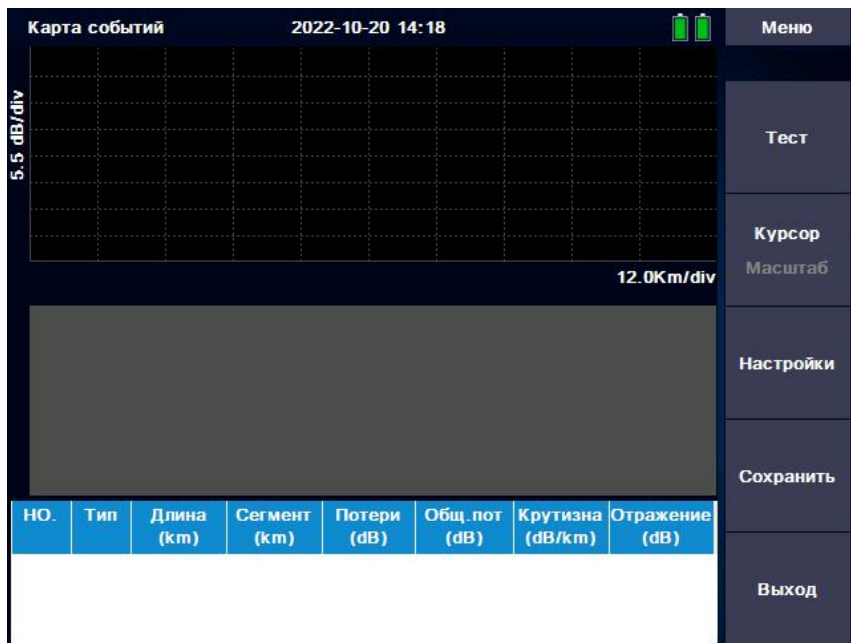 Карта событий 2022-10-20 14:18 Меню
5.5 dB/div
Тест
Курсор
Масштаб
12.0Km/div
Настройки
Сохранить
НО. Тип Длина (km) Сегмент (km) Потери (dB) Общ.пот (dB) Крутизна (dB/km) Отражение (dB)
Выход